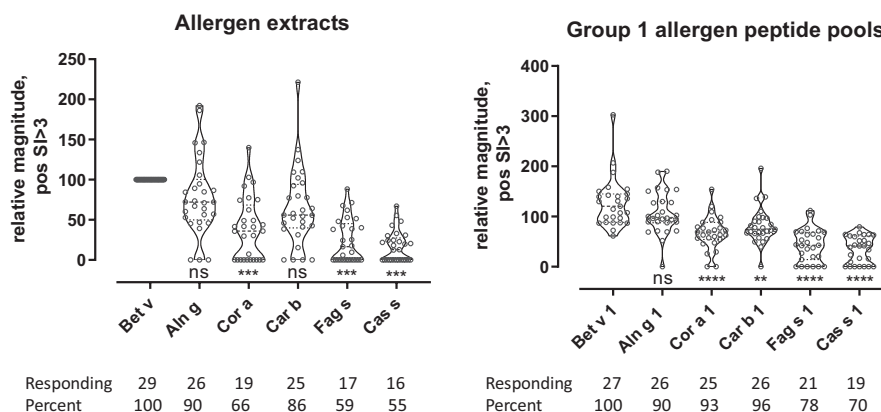 Allergen extracts
relative magnitude,
pos SI>3
250
200
150
100
50
0
ns
***
ns
***
***
Bet v
Aln g
Cor a
Car b
Fag s
Cas s
Responding 29 26 19 25 17 16
Percent 100 90 66 86 59 55
Group 1 allergen peptide pools
relative magnitude,
pos SI>3
400
300
200
100
0
ns
****
**
****
****
Bet v 1
Aln g 1
Cor a 1
Car b 1
Fag s 1
Cas s 1
Responding 27 26 25 26 21 19
Percent 100 90 93 96 78 70